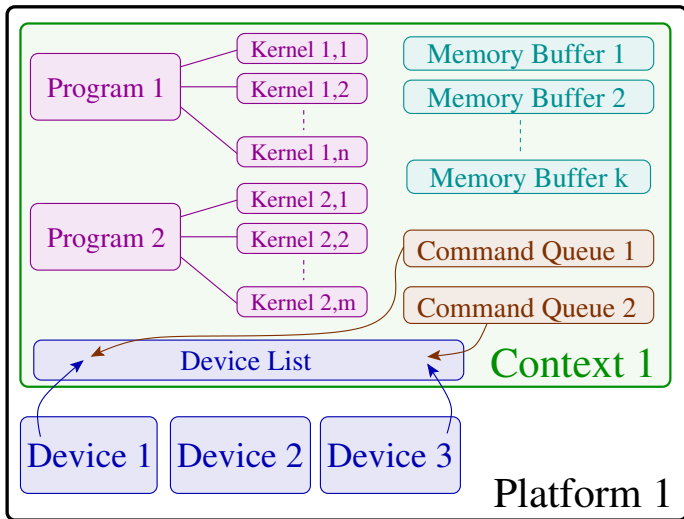 Program 1
Kernel 1,1
Kernel 1,2
Kernel 1,n
Memory Buffer 1
Memory Buffer 2
Memory Buffer k
Program 2
Kernel 2,1
Kernel 2,2
Kernel 2,m
Command Queue 1
Command Queue 2
Device List
Context 1
Device 1
Device 2
Device 3
Platform 1